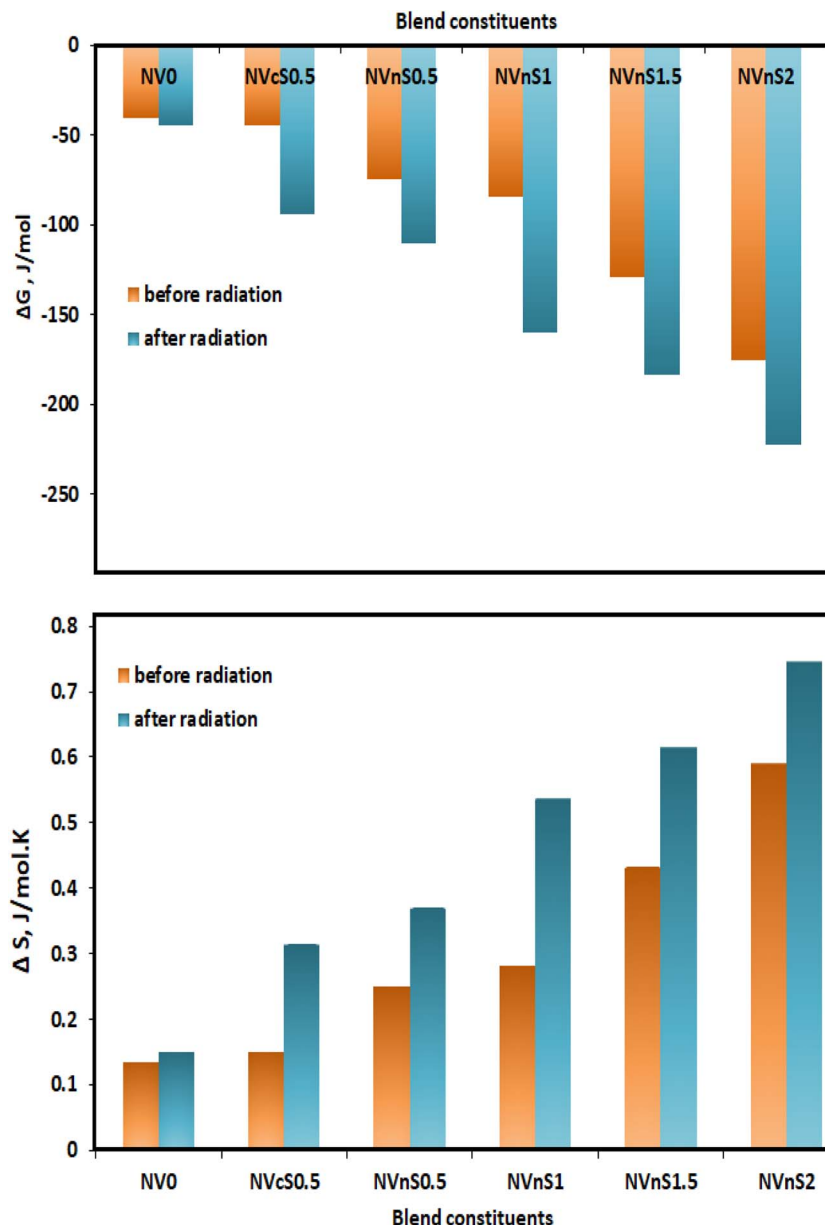 Blend constituents
0
NV0 NVcS0.5 NVnS0.5 NVnS1 NVnS1.5 NVnS2
-50
-100
-150
-200
-250
ΔG , J/mol
before radiation
after radiation
0.8
0.7
0.6
0.5
0.4
0.3
0.2
0.1
0
Δ S, J/mol.K
before radiation
after radiation
NV0 NVcS0.5 NVnS0.5 NVnS1 NVnS1.5 NVnS2
Blend constituents